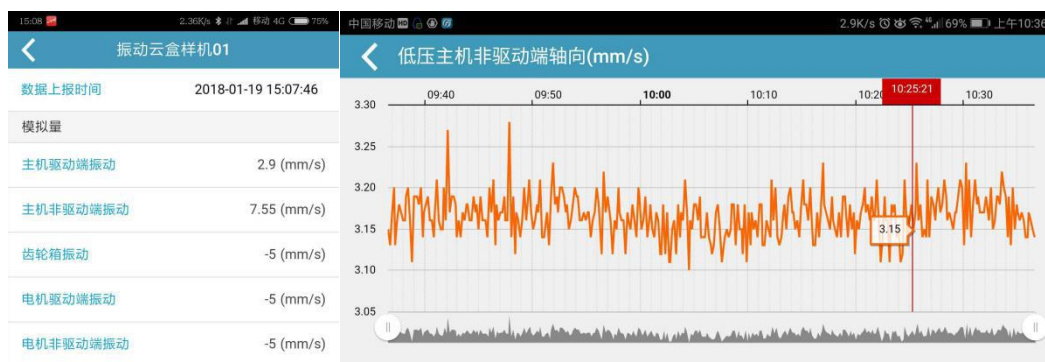 15:08 2.36K/s 移动 4G 75%
振动云盒样机01
数据上报时间 2018-01-19 15:07:46
模拟量
主机驱动端振动 2.9 (mm/s)
主机非驱动端振动 7.55 (mm/s)
齿轮箱振动 -5 (mm/s)
电机驱动端振动 -5 (mm/s)
电机非驱动端振动 -5 (mm/s)
中国移动 HD 2.9K/s 46 69% 上午10:36
低压主机非驱动端轴向(mm/s)
09:40 09:50 10:00 10:10 10:20 10:25:21 10:30
3.30
3.25
3.20
3.15
3.15
3.10
3.05